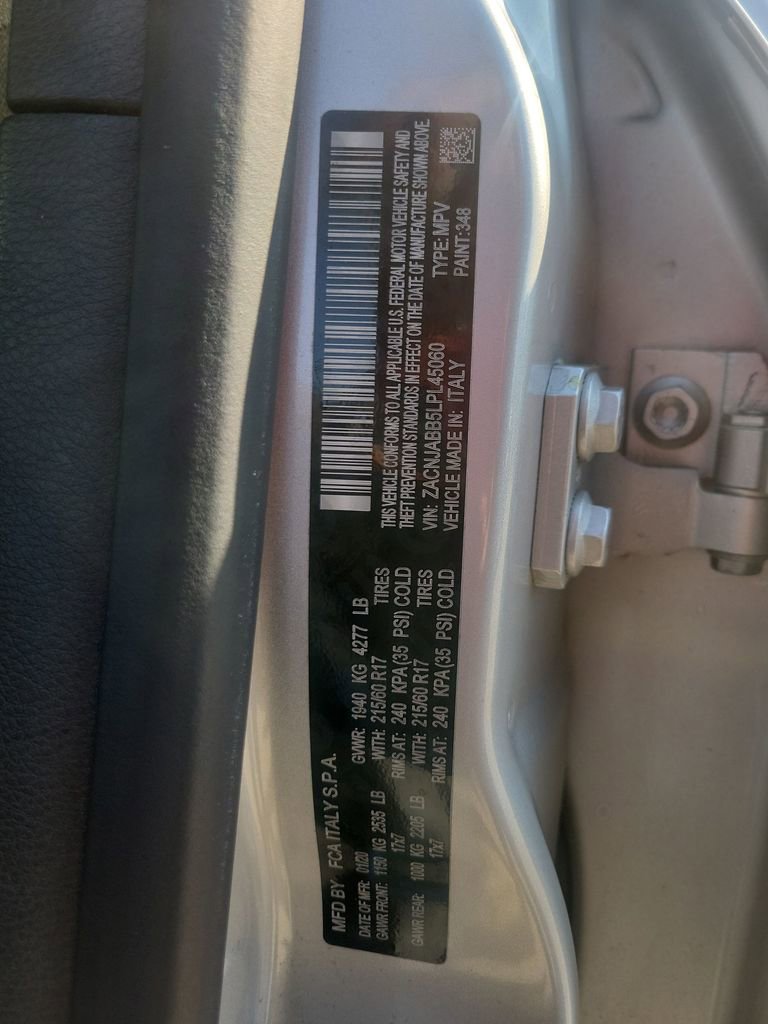 MFD BY: FCA ITALY S.P.A.
DATE OF MFR: 01/20 GVWR: 1940 KG 4277 LB
GAWR FRONT: 1150 KG 2535 LB WITH: 215/60 R17 TIRES
17x7 RIMS AT: 240 KPA(35 PSI) COLD
GAWR REAR: 1000 KG 2205 LB WITH: 215/60 R17 TIRES
17x7 RIMS AT: 240 KPA(35 PSI) COLD
THIS VEHICLE CONFORMS TO ALL APPLICABLE U.S. FEDERAL MOTOR VEHICLE SAFETY AND
THEFT PREVENTION STANDARDS IN EFFECT ON THE DATE OF MANUFACTURE SHOWN ABOVE.
VIN: ZACNJABB5LPL45060 TYPE: MPV
VEHICLE MADE IN: ITALY PAINT:348